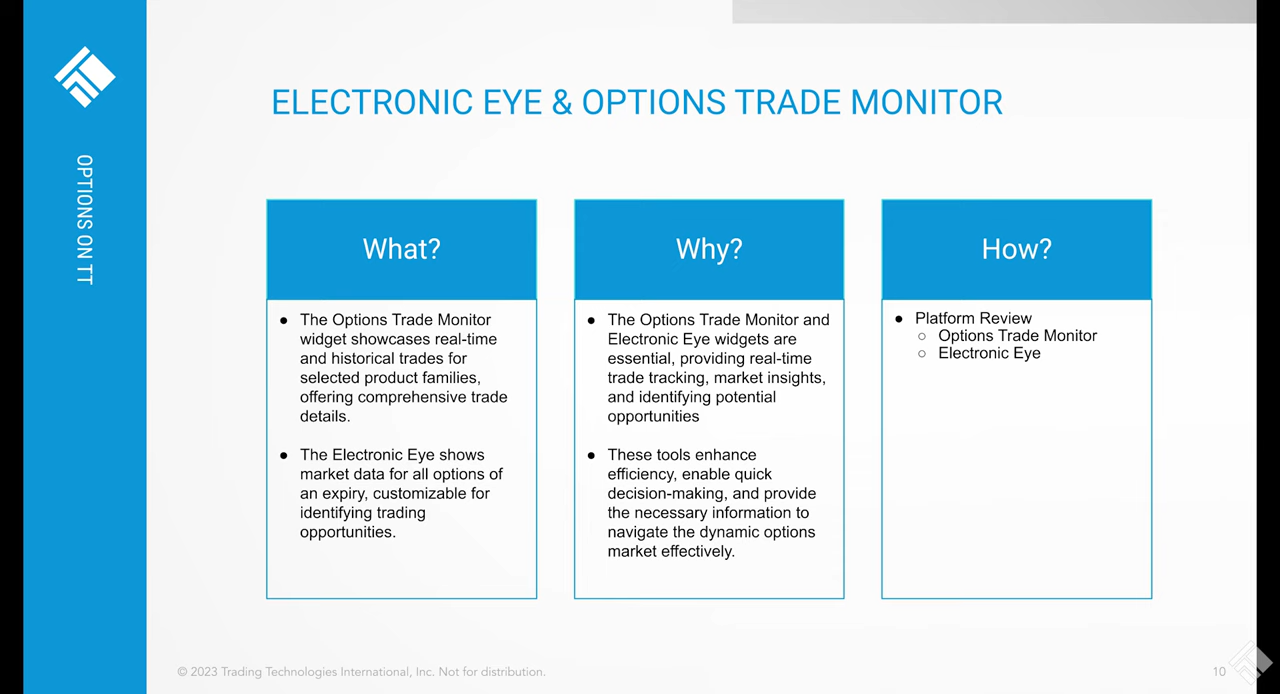 OPTIONS ON TT
ELECTRONIC EYE & OPTIONS TRADE MONITOR
What?
● The Options Trade Monitor
widget showcases real-time
and historical trades for
selected product families,
offering comprehensive trade
details.
● The Electronic Eye shows
market data for all options of
an expiry, customizable for
identifying trading
opportunities.
Why?
● The Options Trade Monitor and
Electronic Eye widgets are
essential, providing real-time
trade tracking, market insights,
and identifying potential
opportunities
● These tools enhance
efficiency, enable quick
decision-making, and provide
the necessary information to
navigate the dynamic options
market effectively.
How?
● Platform Review
○ Options Trade Monitor
○ Electronic Eye
© 2023 Trading Technologies International, Inc. Not for distribution.
10